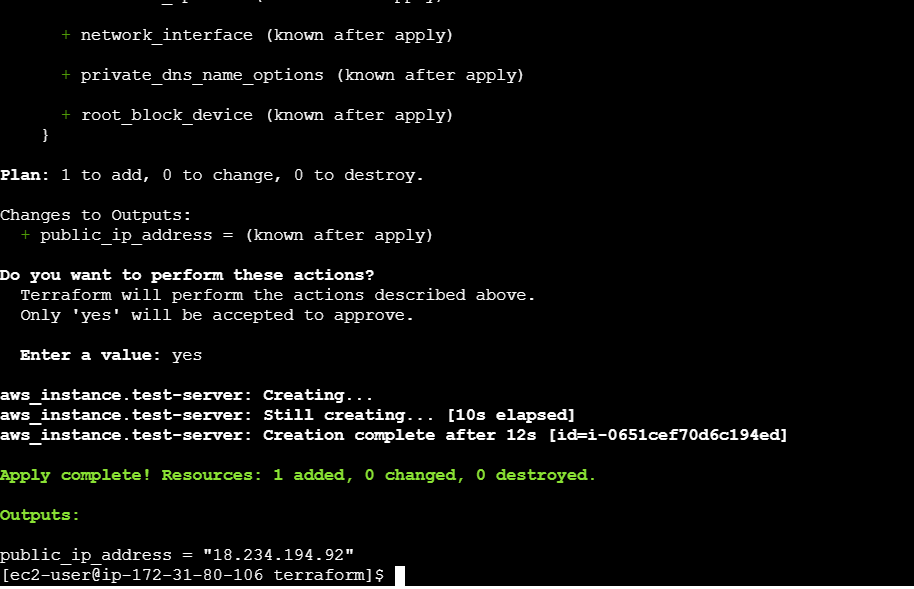 + network_interface (known after apply)
+ private_dns_name_options (known after apply)
+ root_block_device (known after apply)
}
Plan: 1 to add, 0 to change, 0 to destroy.
Changes to Outputs:
+ public_ip_address = (known after apply)
Do you want to perform these actions?
Terraform will perform the actions described above.
Only 'yes' will be accepted to approve.
Enter a value: yes
aws_instance.test-server: Creating...
aws_instance.test-server: Still creating... [10s elapsed]
aws_instance.test-server: Creation complete after 12s [id=i-0651cef70d6c194ed]
Apply complete! Resources: 1 added, 0 changed, 0 destroyed.
Outputs:
public_ip_address = "18.234.194.92"
[ec2-user@ip-172-31-80-106 terraform]$